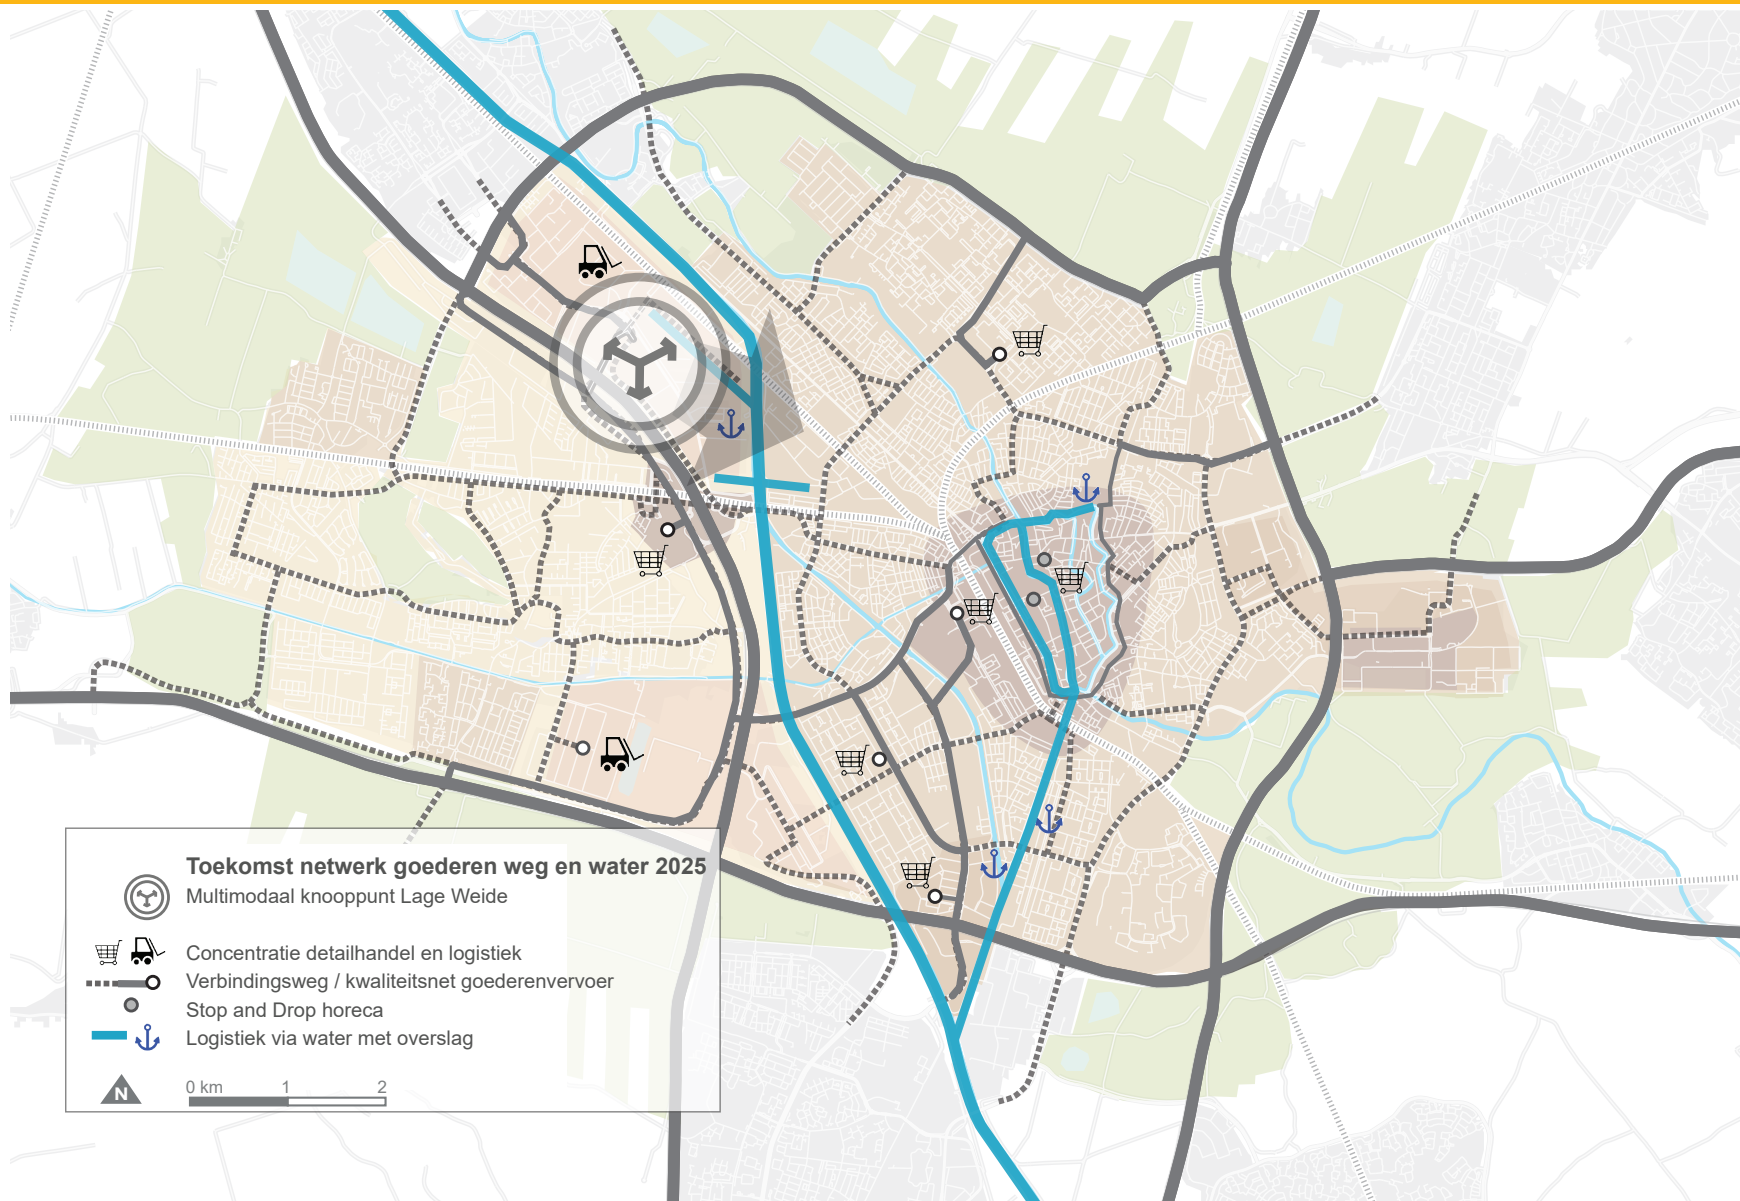 Toekomst netwerk goederen weg en water 2025
Multimodaal knooppunt Lage Weide
Concentratie detailhandel en logistiek
Verbindingsweg / kwaliteitsnet goederenvervoer
Stop and Drop horeca
Logistiek via water met overslag
N
0 km 1 2